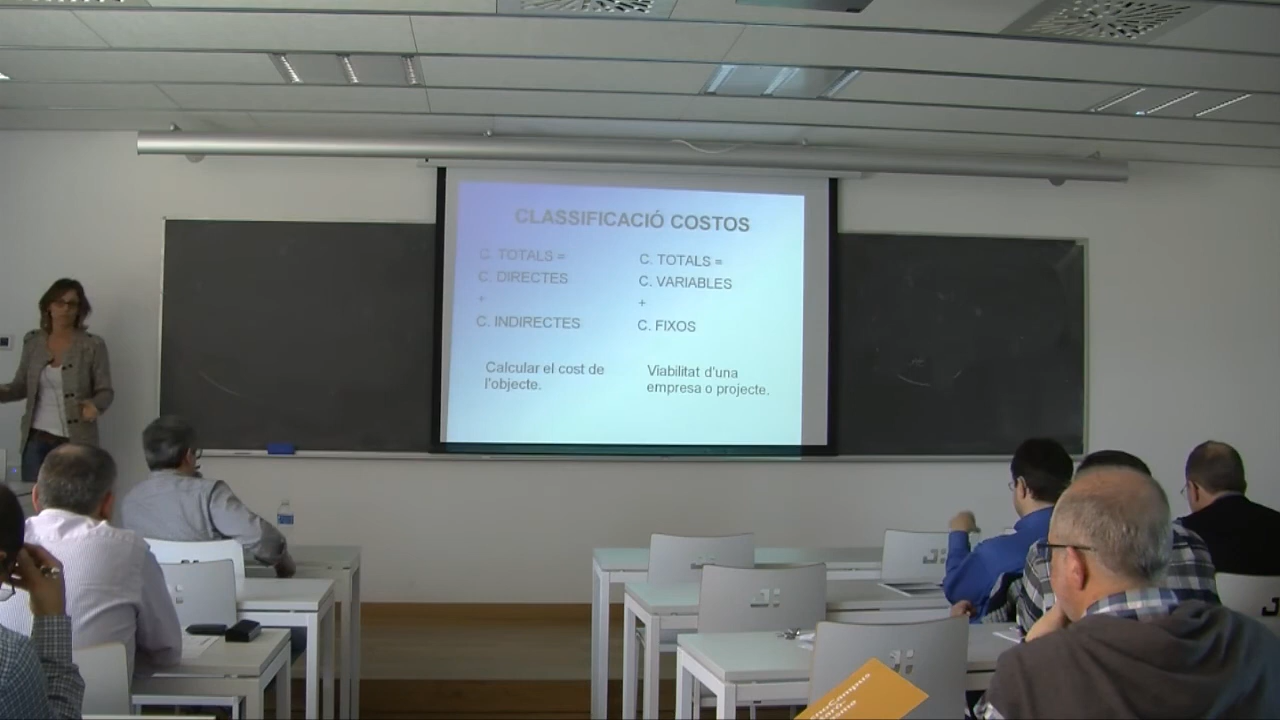 CLASSIFICACIÓ COSTOS
C. TOTALS =
C. DIRECTES
+
C. INDIRECTES
Calcular el cost de
l'objecte.
C. TOTALS =
C. VARIABLES
+
C. FIXOS
Viabilitat d'una
empresa o projecte.